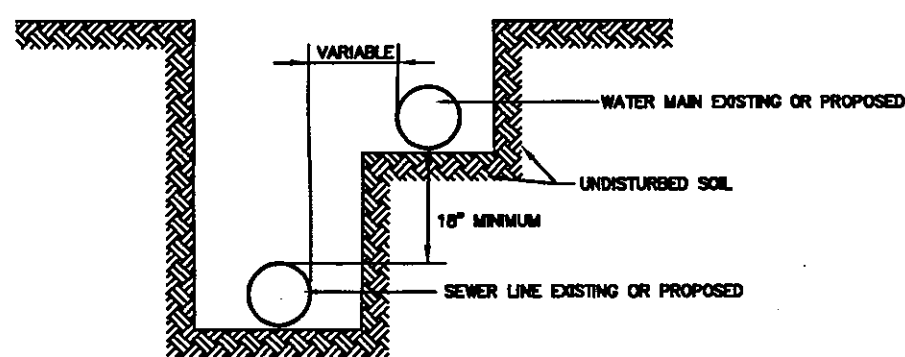 VARIABLE
WATER MAIN EXISTING OR PROPOSED
UNDISTURBED SOIL
18" MINIMUM
SEWER LINE EXISTING OR PROPOSED